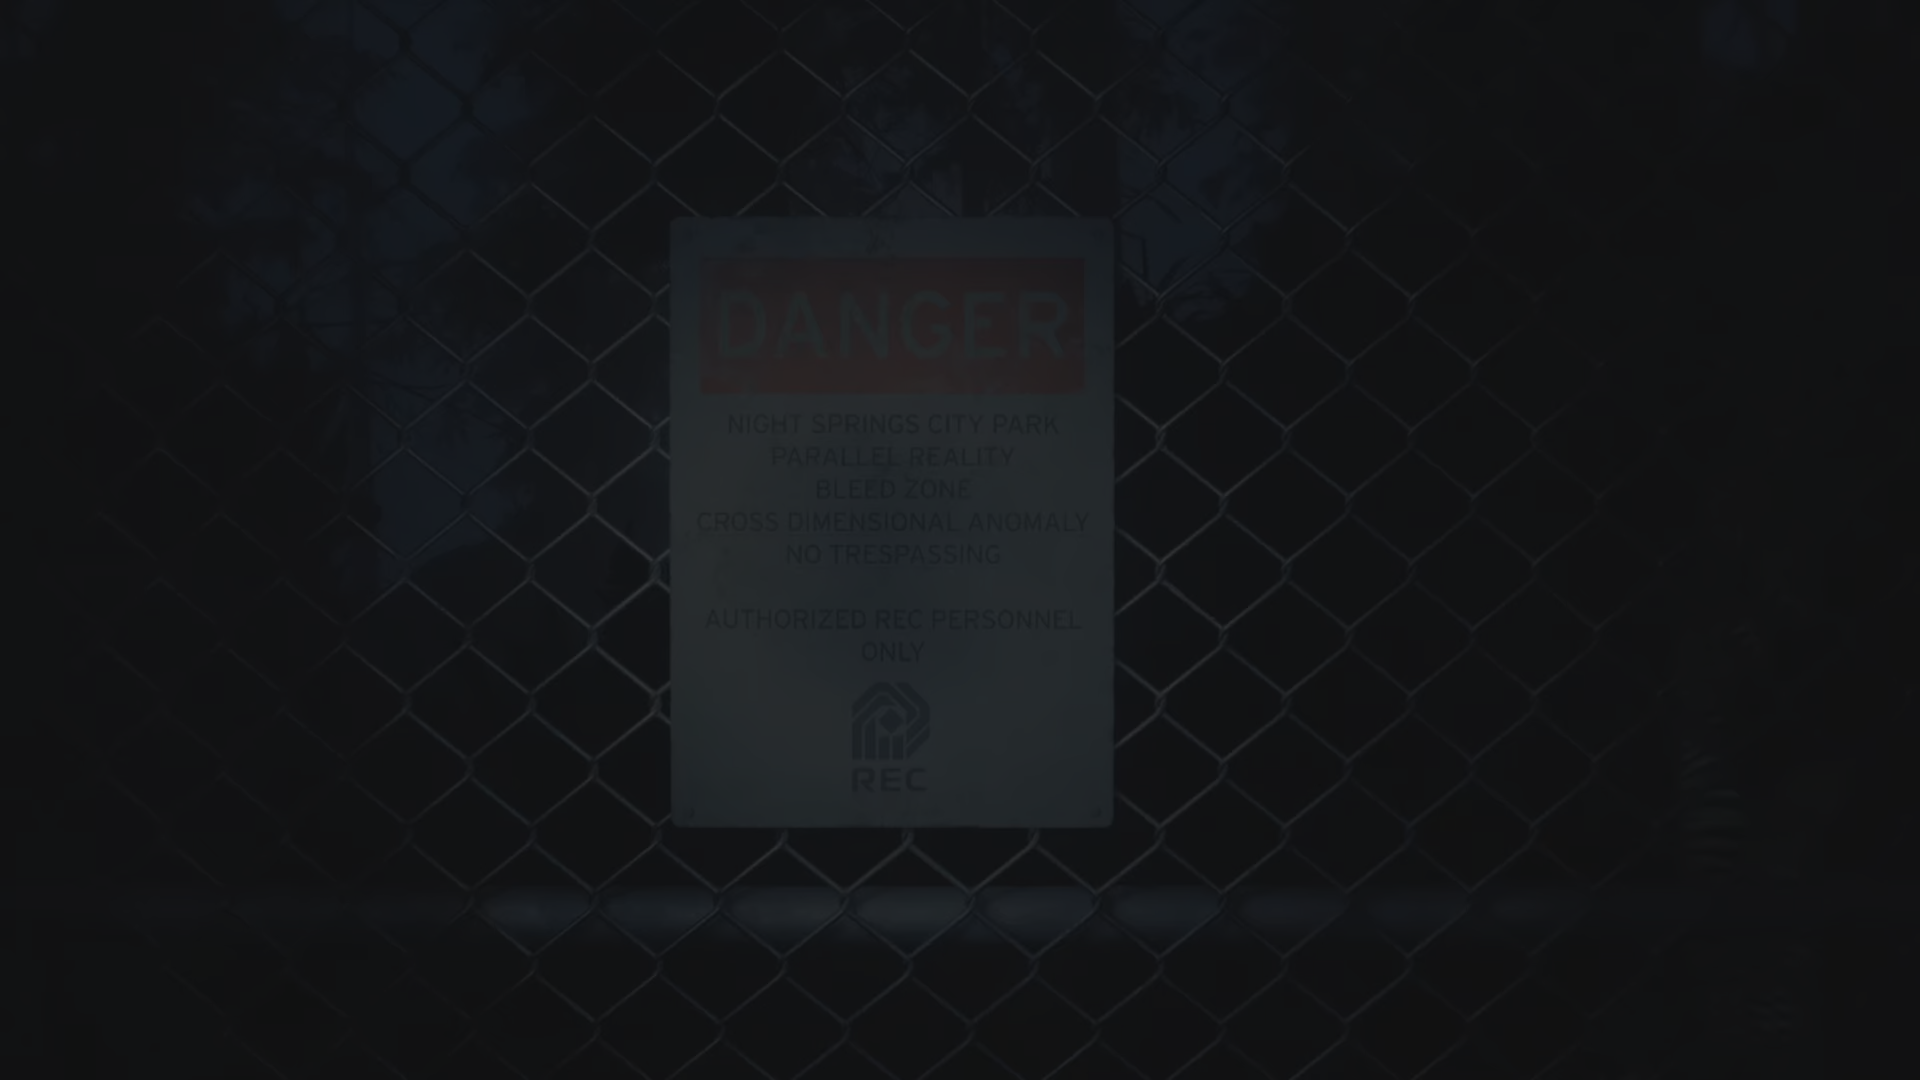 DANGER
NIGHT SPRINGS CITY PARK
PARALLEL REALITY
BLEED ZONE
CROSS DIMENSIONAL ANOMALY
NO TRESPASSING
AUTHORIZED REC PERSONNEL
ONLY
REC